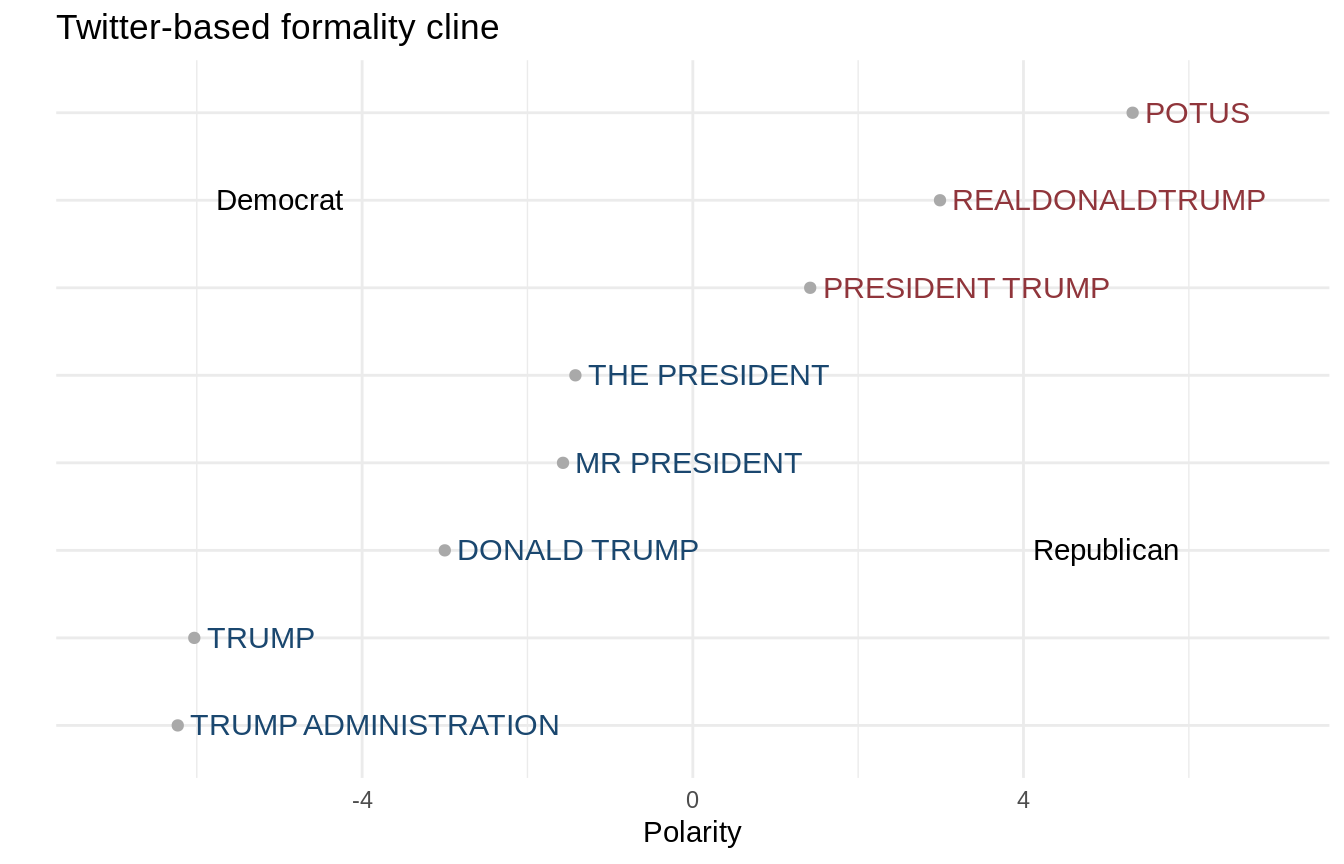 Twitter-based formality cline
POTUS
Democrat
REALDONALDTRUMP
PRESIDENT TRUMP
THE PRESIDENT
MR PRESIDENT
DONALD TRUMP
Republican
TRUMP
TRUMP ADMINISTRATION
-4
0
4
Polarity